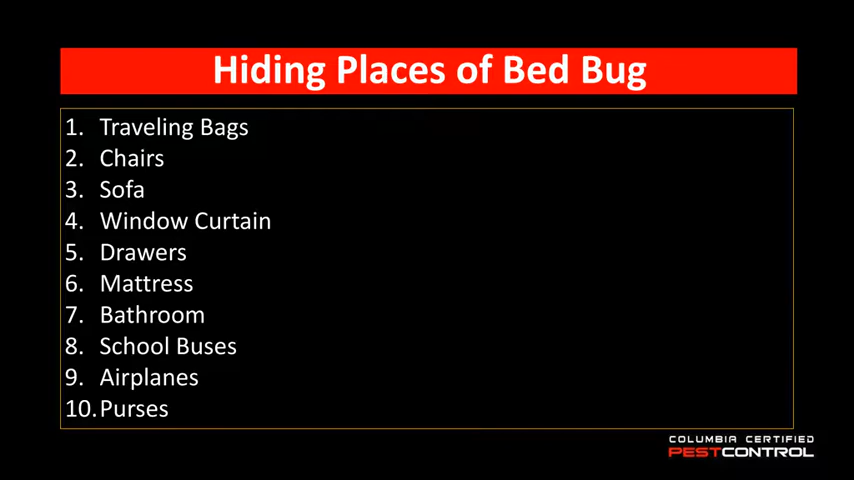 Hiding Places of Bed Bug
1. Traveling Bags
2. Chairs
3. Sofa
4. Window Curtain
5. Drawers
6. Mattress
7. Bathroom
8. School Buses
9. Airplanes
10. Purses
COLUMBIA CERTIFIED
PESTCONTROL